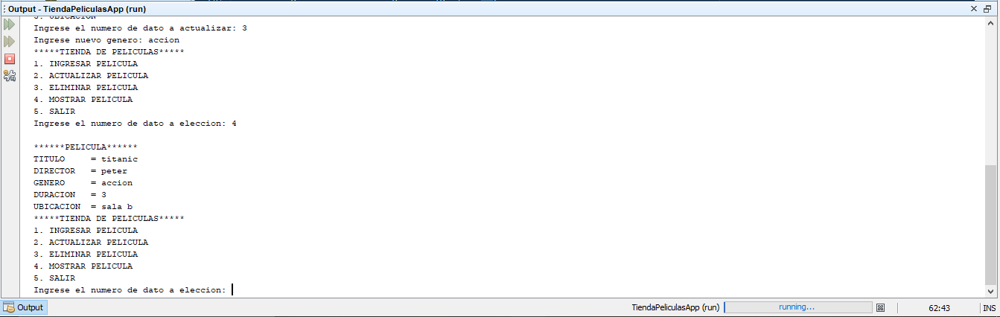 Output - TiendaPeliculasApp (run)
5. UBICACION
Ingrese el numero de dato a actualizar: 3
Ingrese nuevo genero: accion
*****TIENDA DE PELICULAS*****
1. INGRESAR PELICULA
2. ACTUALIZAR PELICULA
3. ELIMINAR PELICULA
4. MOSTRAR PELICULA
5. SALIR
Ingrese el numero de dato a eleccion: 4
******PELICULA******
TITULO     = titanic
DIRECTOR   = peter
GENERO     = accion
DURACION   = 3
UBICACION  = sala b
*****TIENDA DE PELICULAS*****
1. INGRESAR PELICULA
2. ACTUALIZAR PELICULA
3. ELIMINAR PELICULA
4. MOSTRAR PELICULA
5. SALIR
Ingrese el numero de dato a eleccion:
Output
TiendaPeliculasApp (run)
running...
62:43
INS